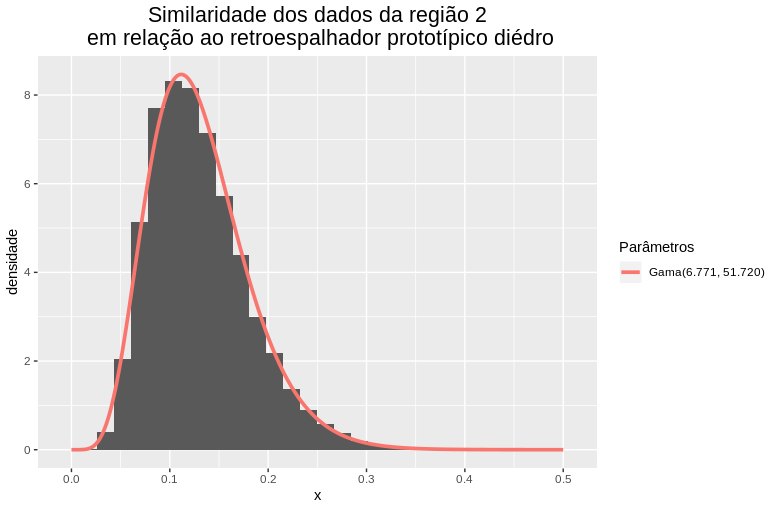 Similaridade dos dados da região 2
em relação ao retroespalhador prototípico diédro
densidade
8
6
4
2
0
0.0 0.1 0.2 0.3 0.4 0.5
x
Parâmetros
Gama(6.771, 51.720)